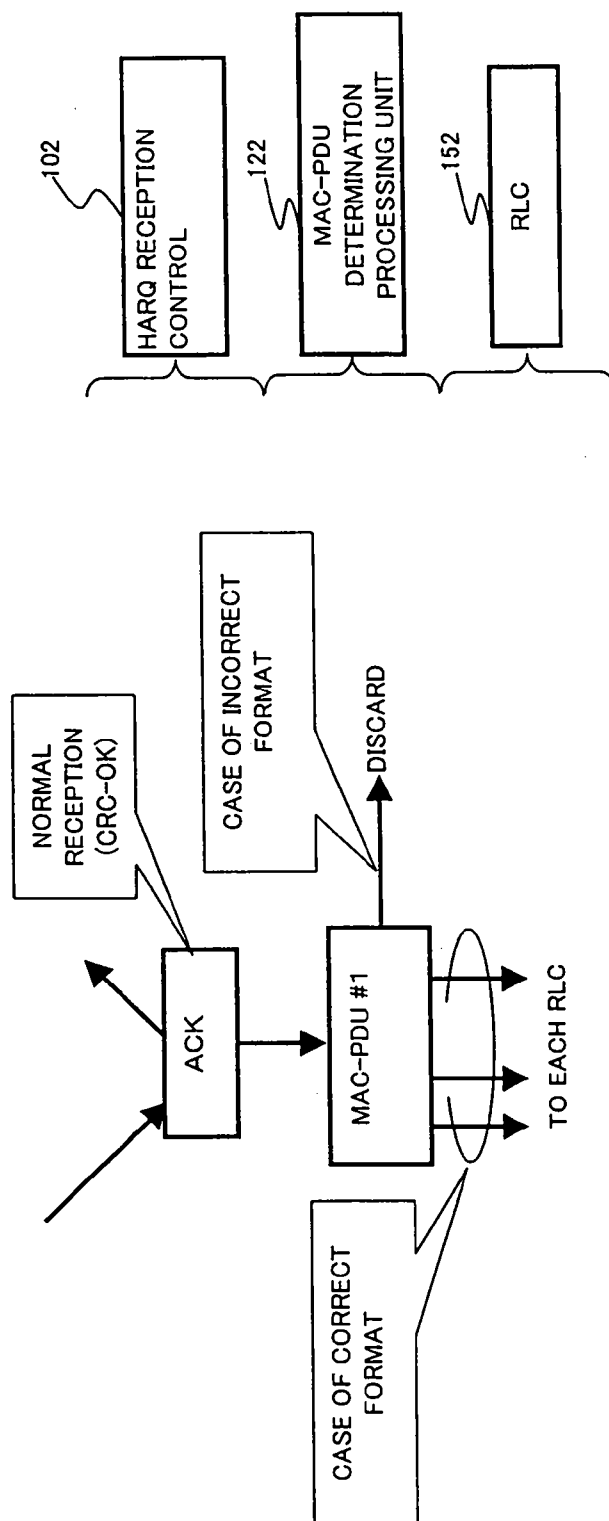 NORMAL
RECEPTION
(CRC-OK)
ACK
CASE OF INCORRECT
FORMAT
MAC-PDU #1
DISCARD
CASE OF CORRECT
FORMAT
TO EACH RLC
102
HARQ RECEPTION
CONTROL
122
MAC-PDU
DETERMINATION
PROCESSING UNIT
152
RLC